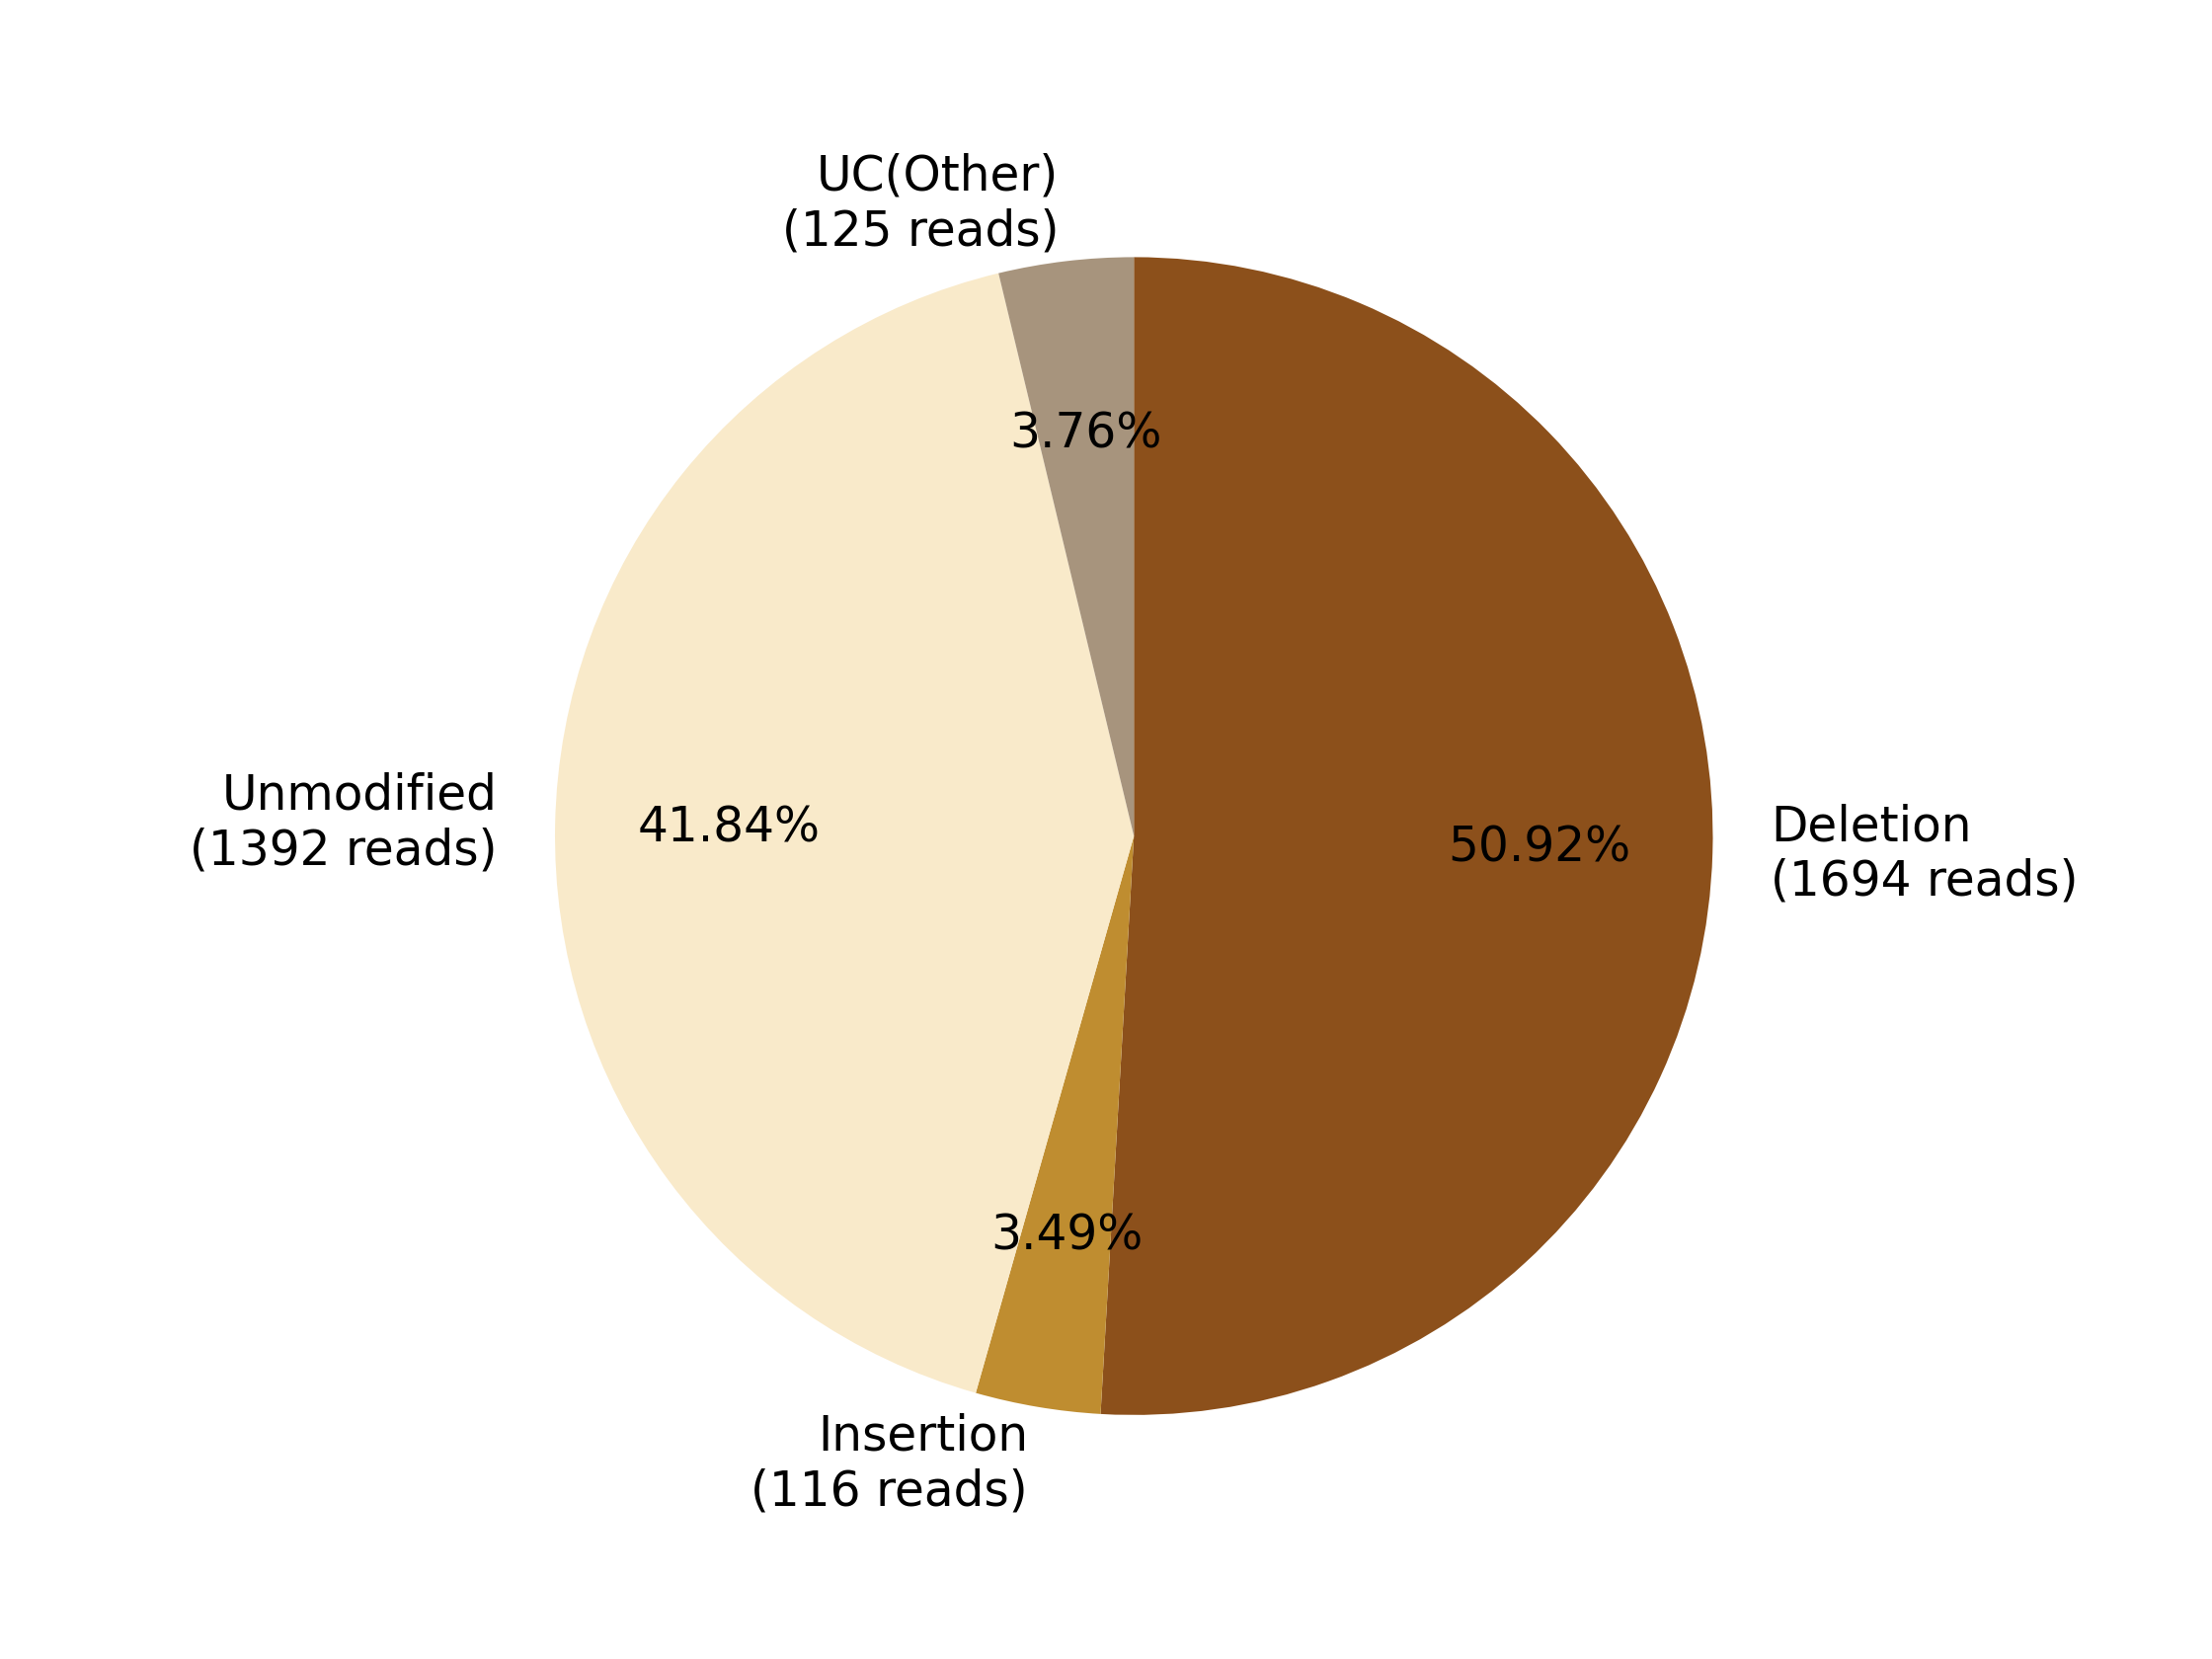 UC(Other)
(125 reads)
3.76%
Unmodified
(1392 reads)
41.84%
50.92%
Deletion
(1694 reads)
3.49%
Insertion
(116 reads)